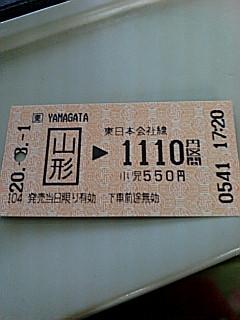 東 YAMAGATA
東日本会社線
山形 ▶ 1110円区間
小児550円
20.-8.-1
104 発売当日限り有効 下車前途無効
0541 17:20